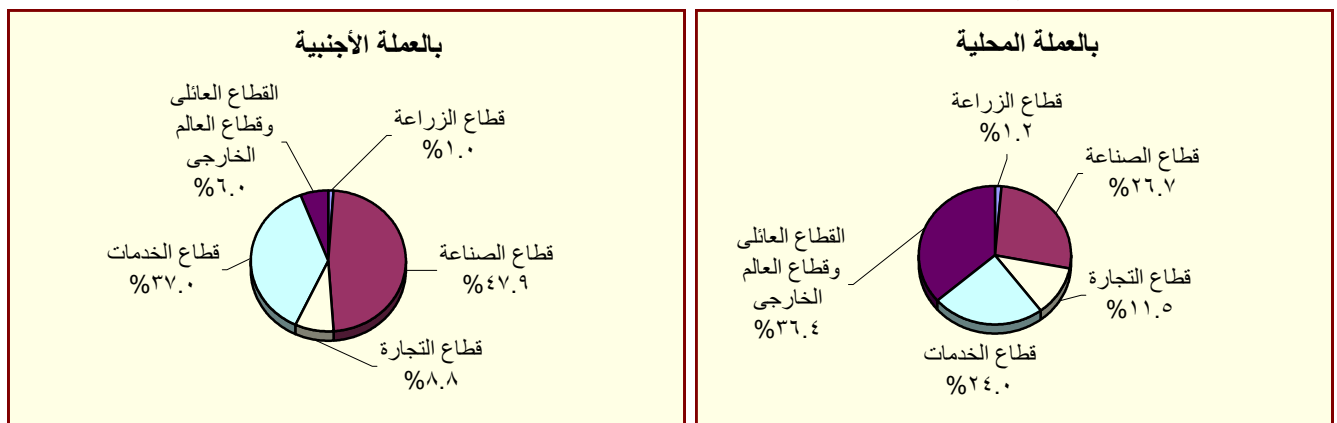 بالعملة المحلية
قطاع الزراعة
%١.٢
قطاع الصناعة
%٢٦.٧
قطاع التجارة
%١١.٥
قطاع الخدمات
%٢٤.٠
القطاع العائلى
وقطاع العالم
الخارجى
%٣٦.٤
بالعملة الأجنبية
قطاع الزراعة
%١.٠
قطاع الصناعة
%٤٧.٩
قطاع التجارة
%٨.٨
قطاع الخدمات
%٣٧.٠
القطاع العائلى
وقطاع العالم
الخارجى
%٦.٠